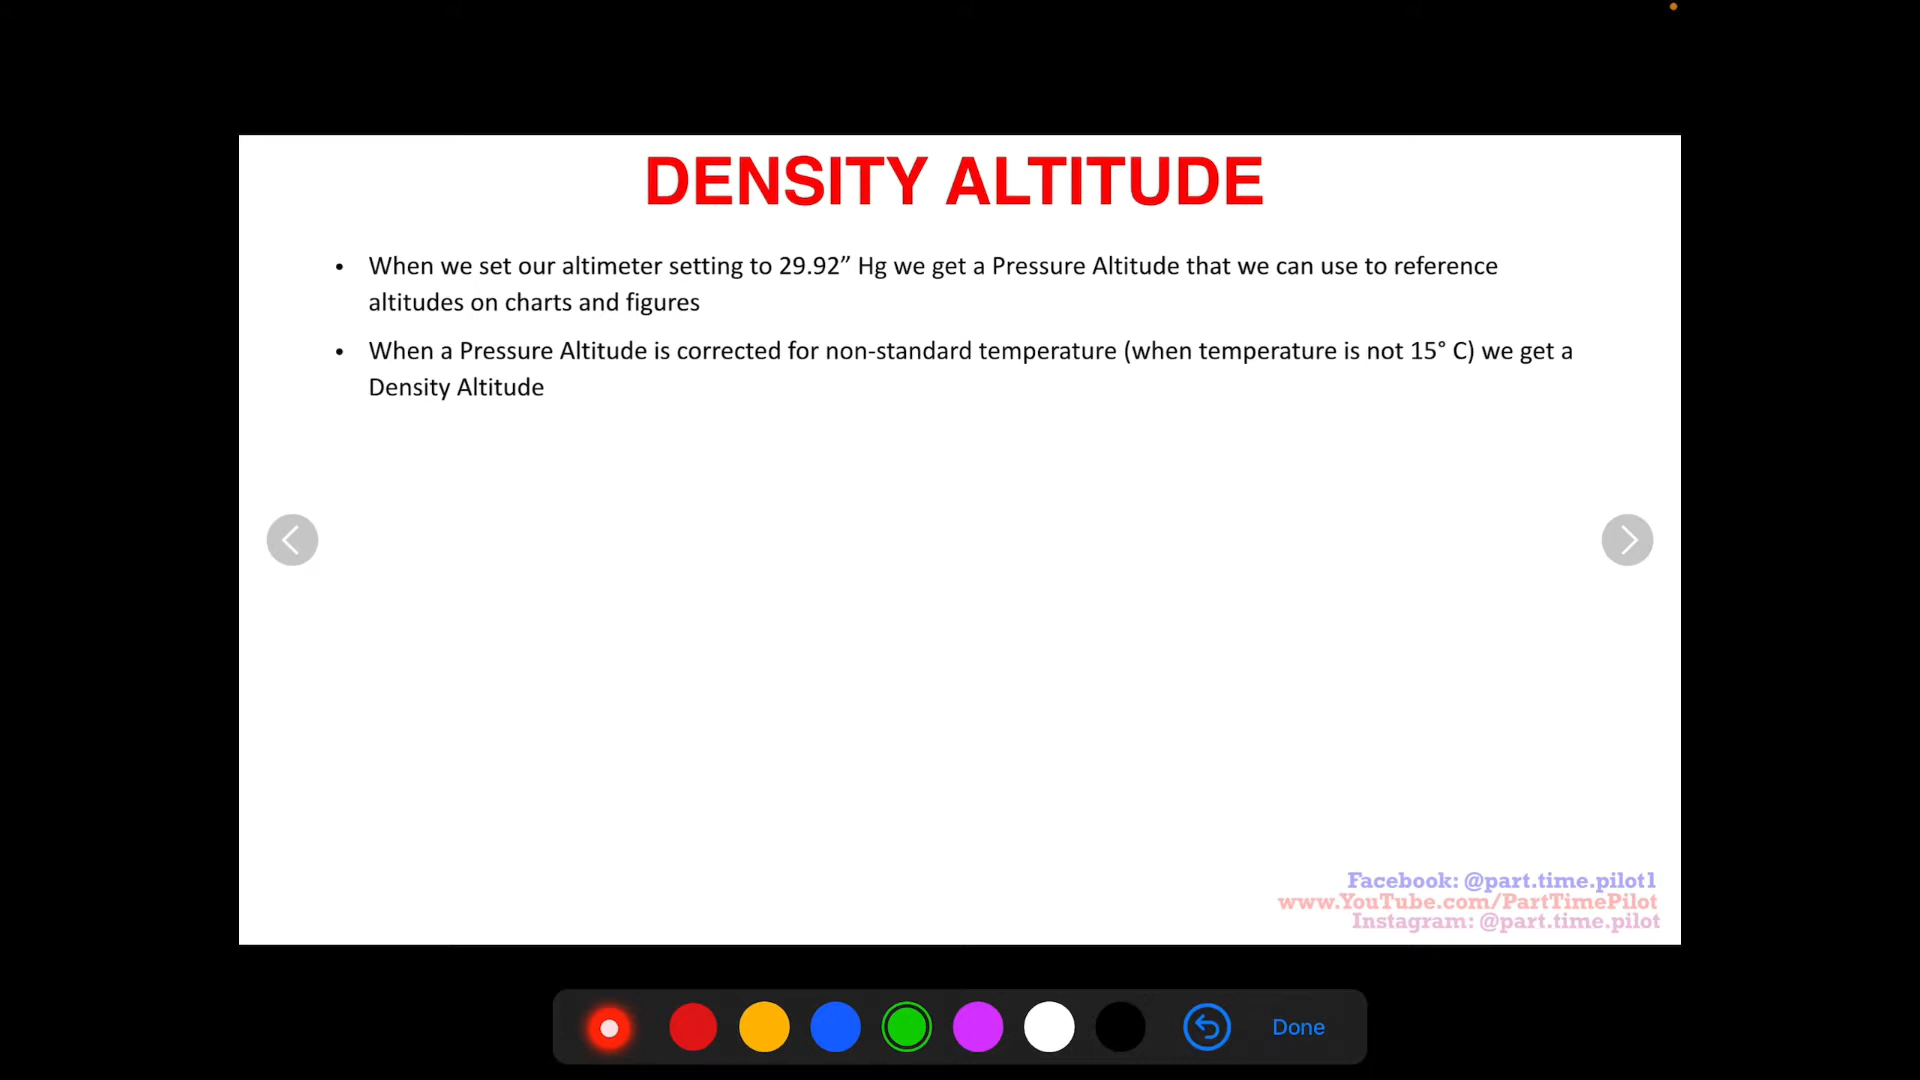 DENSITY ALTITUDE
• When we set our altimeter setting to 29.92” Hg we get a Pressure Altitude that we can use to reference
altitudes on charts and figures
• When a Pressure Altitude is corrected for non-standard temperature (when temperature is not 15° C) we get a
Density Altitude
Facebook: @part.time.pilot1
www.YouTube.com/PartTimePilot
Instagram: @part.time.pilot
Done